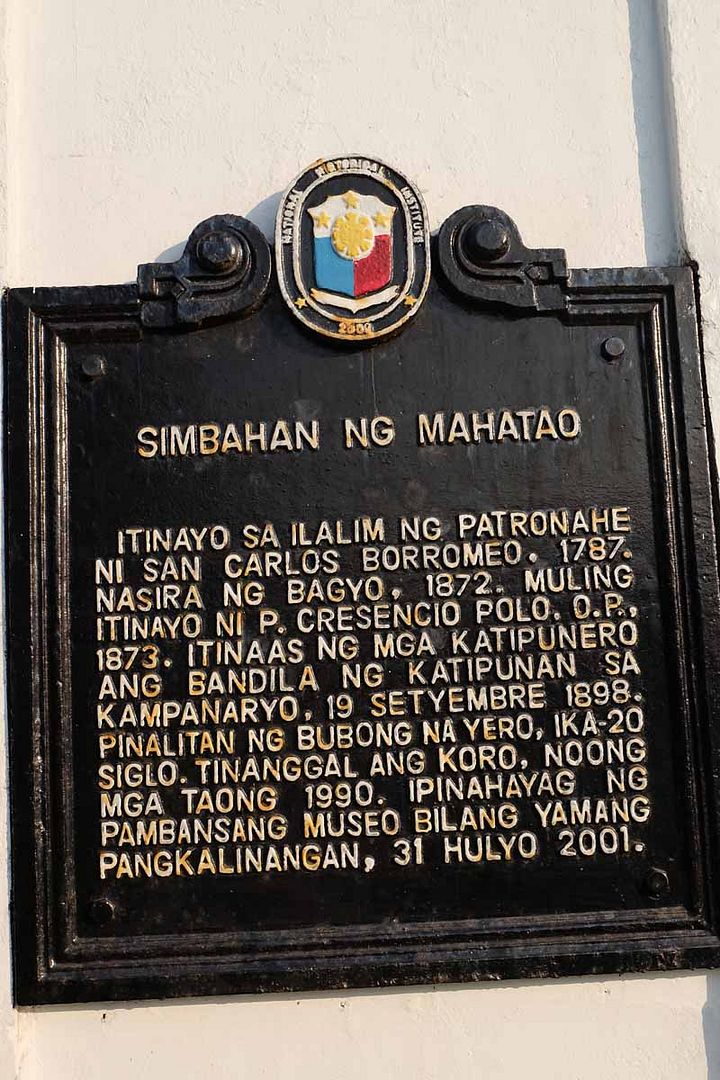 NATIONAL HISTORICAL INSTITUTE
2009
SIMBAHAN NG MAHATAO
ITINAYO SA ILALIM NG PATRONAHE
NI SAN CARLOS BORROMEO, 1787.
NASIRA NG BAGYO, 1872. MULING
ITINAYO NI P. CRESENCIO POLO, O.P.,
1873. ITINAAS NG MGA KATIPUNERO
ANG BANDILA NG KATIPUNAN SA
KAMPANARYO, 19 SETYEMBRE 1898.
PINALITAN NG BUBONG NA YERO, IKA-20
SIGLO. TINANGGAL ANG KORO, NOONG
MGA TAONG 1990. IPINAHAYAG NG
PAMBANSANG MUSEO BILANG YAMANG
PANGKALINANGAN, 31 HULYO 2001.